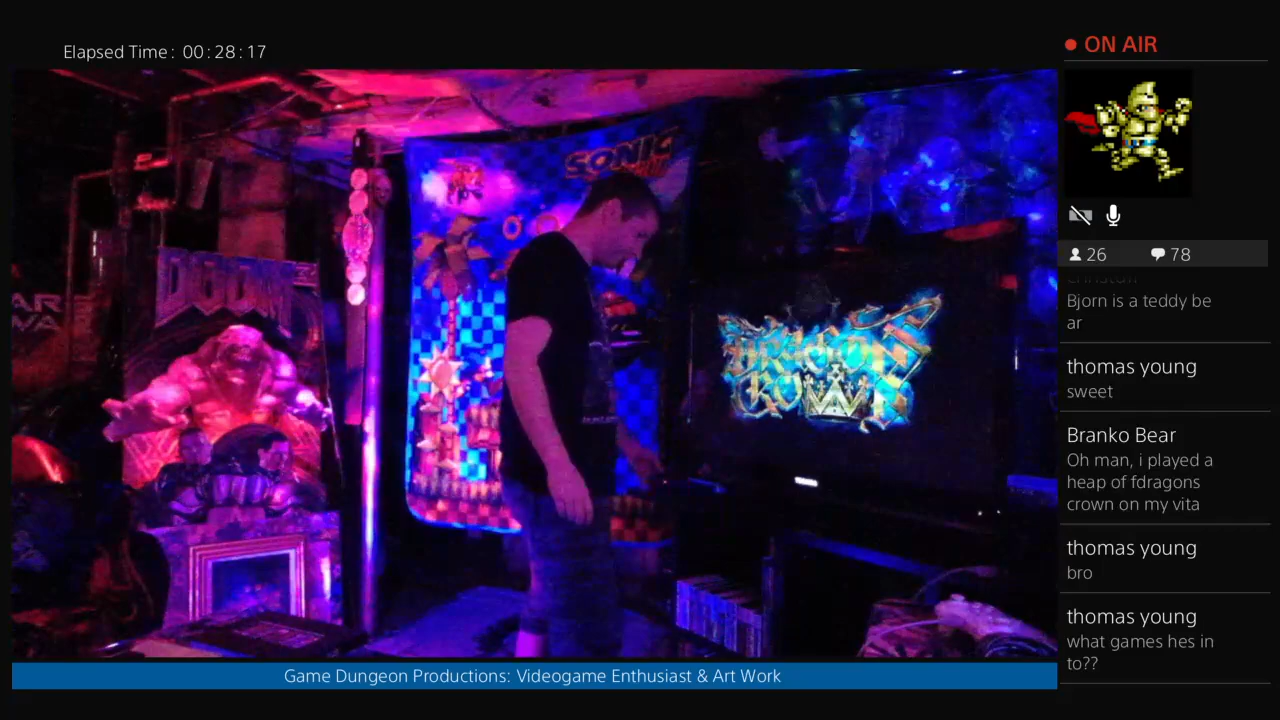 Elapsed Time: 00:28:17
ON AIR
SONIC
DOOM
DRAGON'S
CROWN
26 78
Bjorn is a teddy be
ar
thomas young
sweet
Branko Bear
Oh man, i played a
heap of fdragons
crown on my vita
thomas young
bro
thomas young
what games hes in
to??
Game Dungeon Productions: Videogame Enthusiast & Art Work